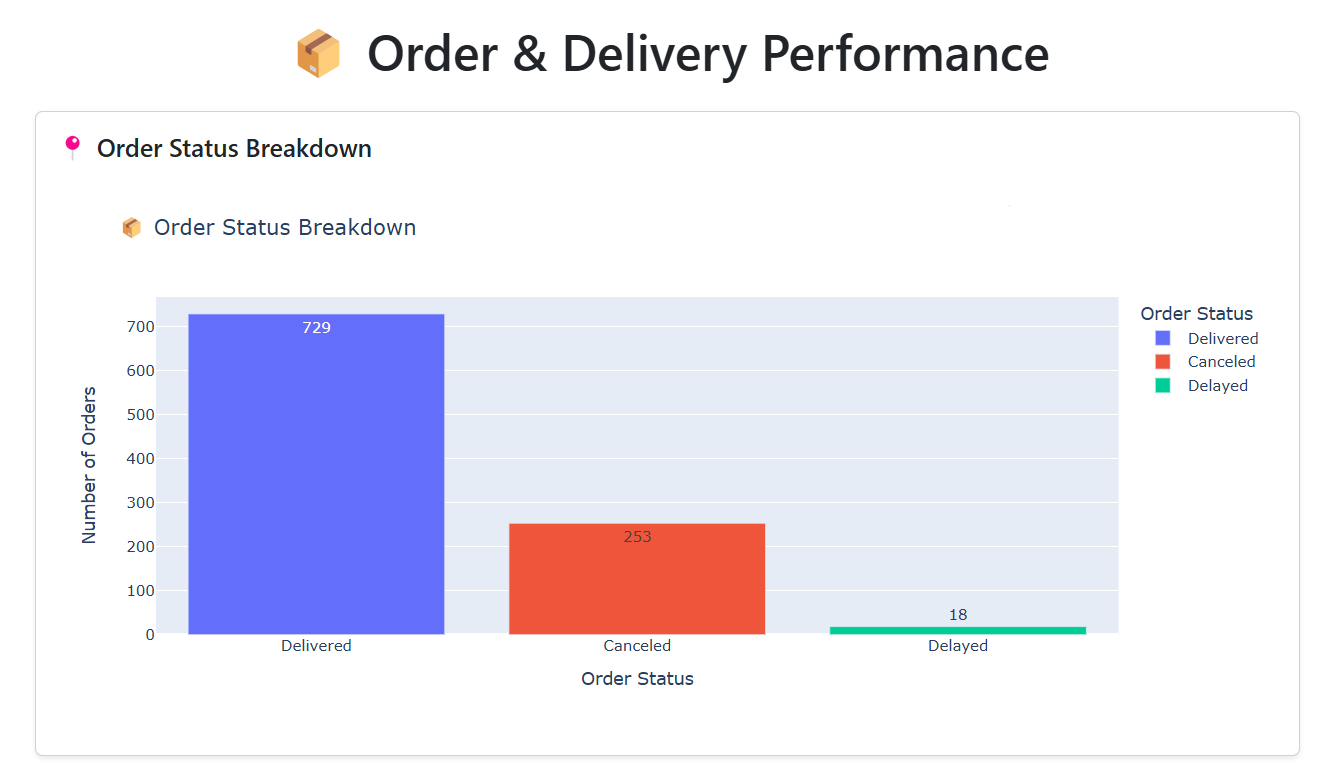 📦 Order & Delivery Performance
📍 Order Status Breakdown
📦 Order Status Breakdown
Number of Orders
700
600
500
400
300
200
100
0
729
253
18
Delivered
Canceled
Delayed
Order Status
Order Status
Delivered
Canceled
Delayed